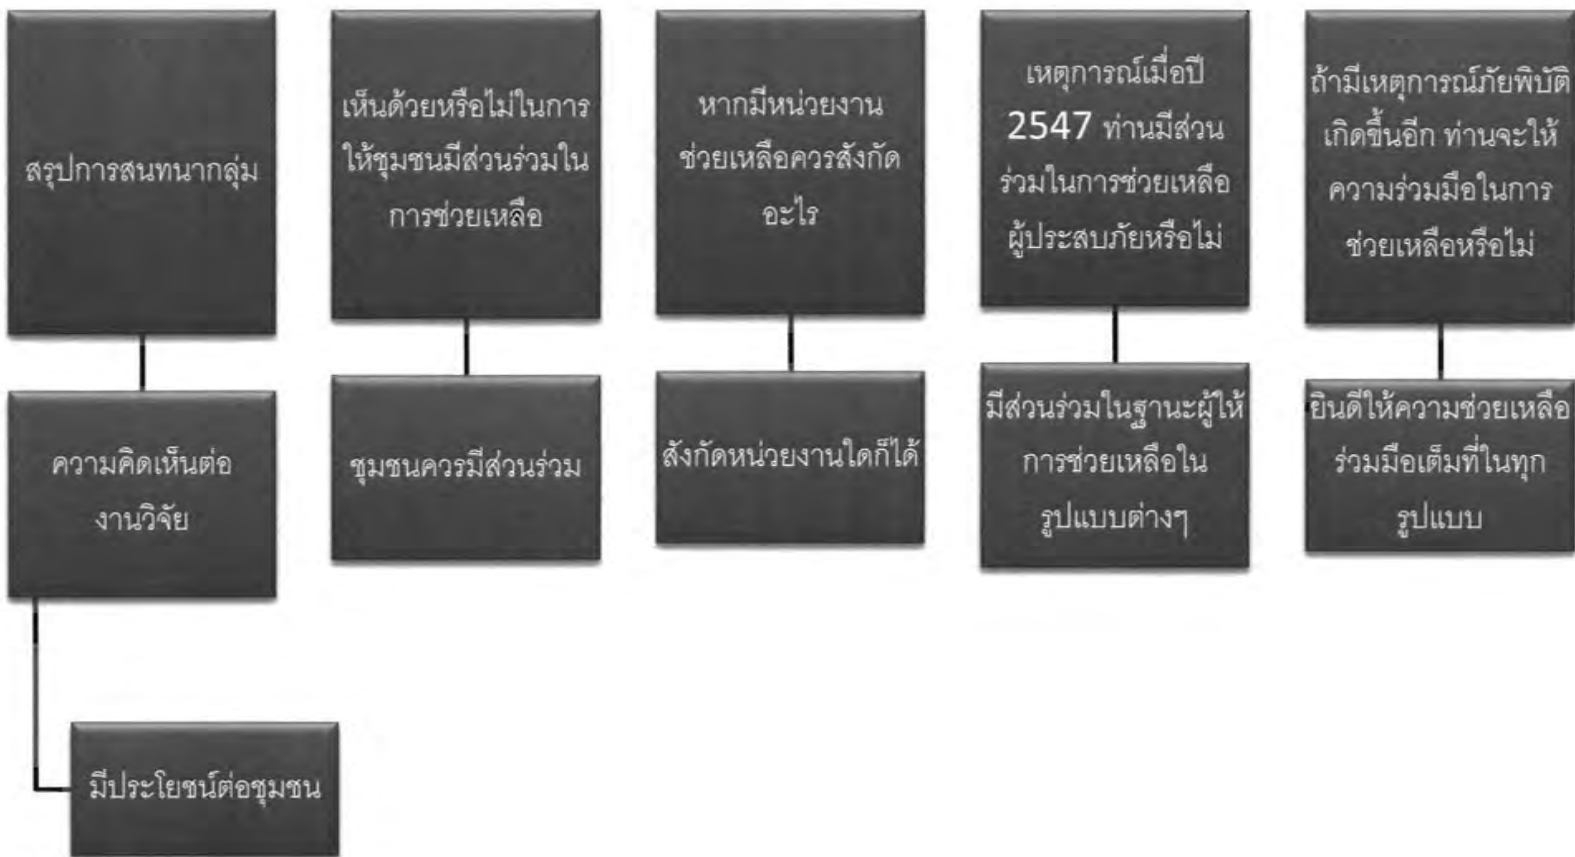 สรุปการสนทนากลุ่ม
ความคิดเห็นต่อ
งานวิจัย
มีประโยชน์ต่อชุมชน
เห็นด้วยหรือไม่ในการ
ให้ชุมชนมีส่วนร่วมใน
การช่วยเหลือ
ชุมชนควรมีส่วนร่วม
หากมีหน่วยงาน
ช่วยเหลือควรสังกัด
อะไร
สังกัดหน่วยงานใดก็ได้
เหตุการณ์เมื่อปี
2547 ท่านมีส่วน
ร่วมในการช่วยเหลือ
ผู้ประสบภัยหรือไม่
มีส่วนร่วมในฐานะผู้ให้
การช่วยเหลือใน
รูปแบบต่างๆ
ถ้ามีเหตุการณ์ภัยพิบัติ
เกิดขึ้นอีก ท่านจะให้
ความร่วมมือในการ
ช่วยเหลือหรือไม่
ยินดีให้ความช่วยเหลือ
ร่วมมือเต็มที่ในทุก
รูปแบบ